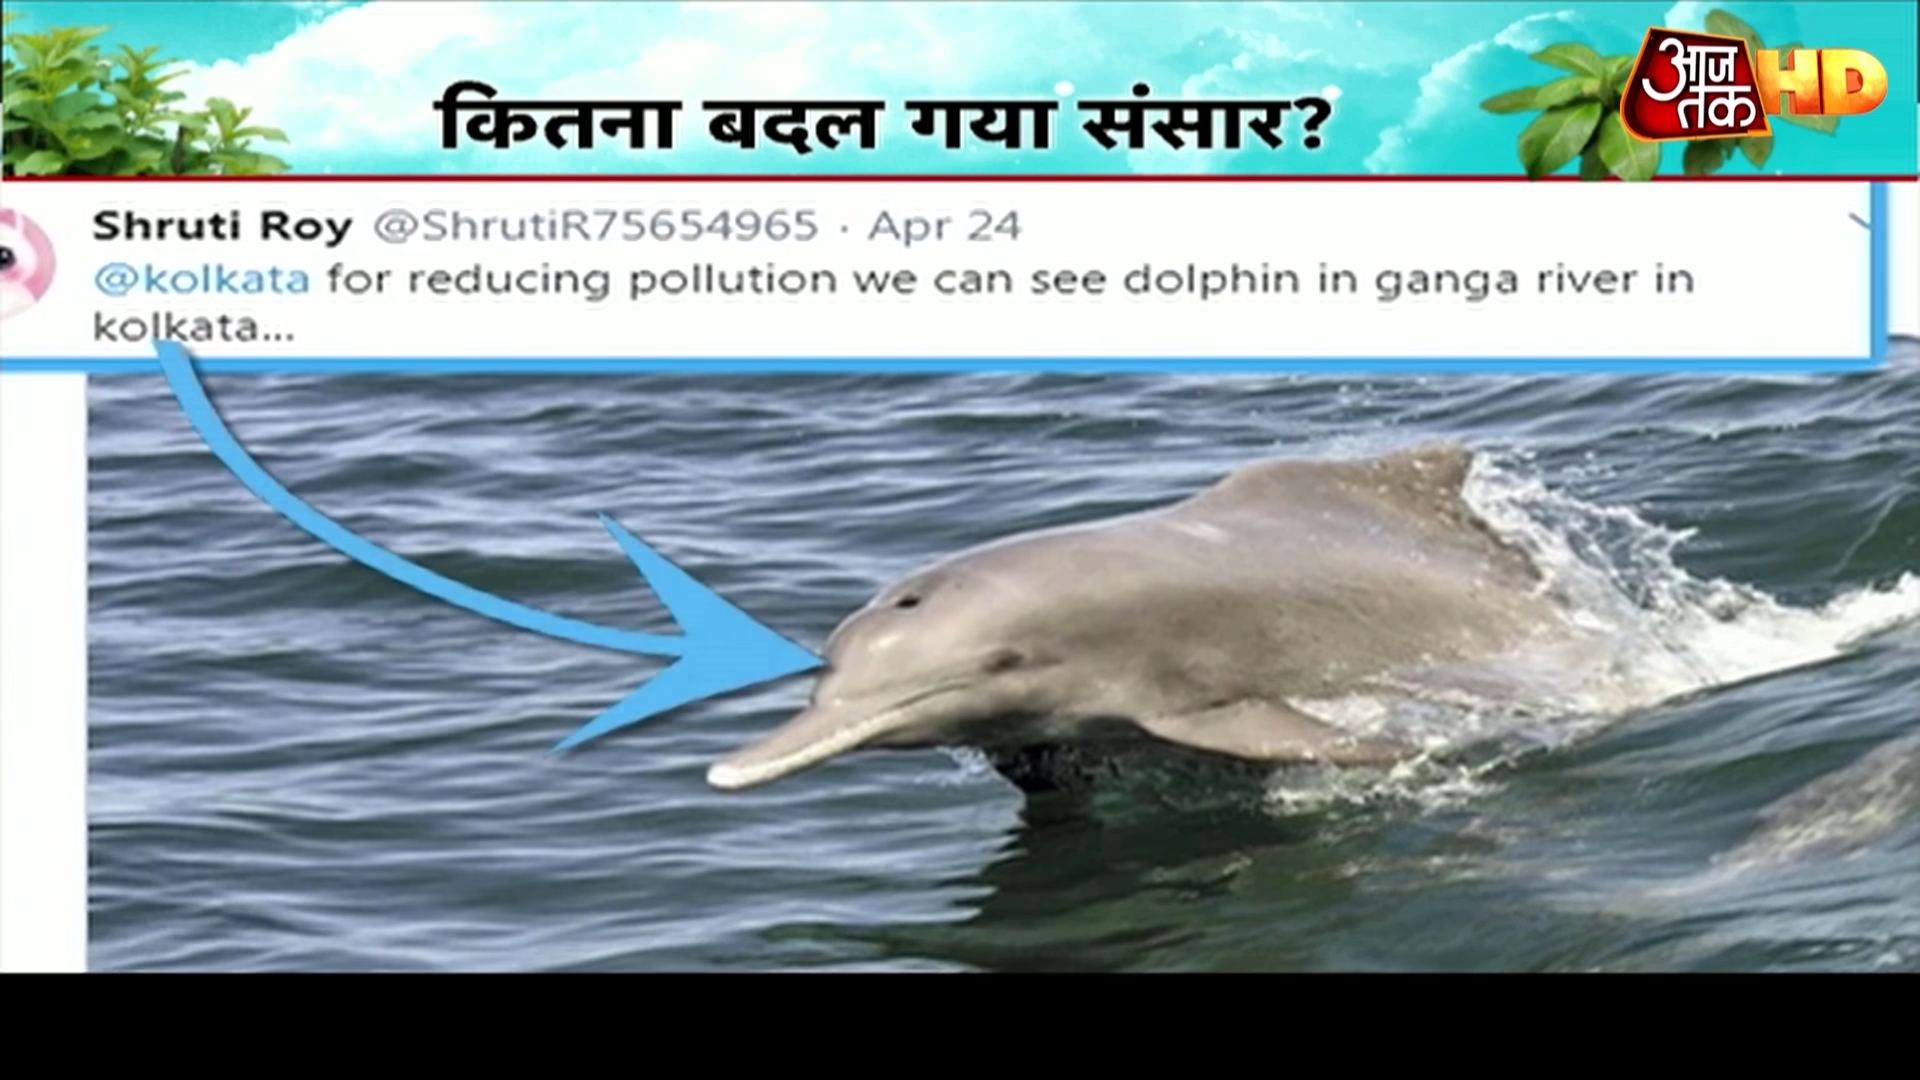 कितना बदल गया संसार?
आज
तक HD
Shruti Roy @ShrutiR75654965 · Apr 24
@kolkata for reducing pollution we can see dolphin in ganga river in
kolkata...